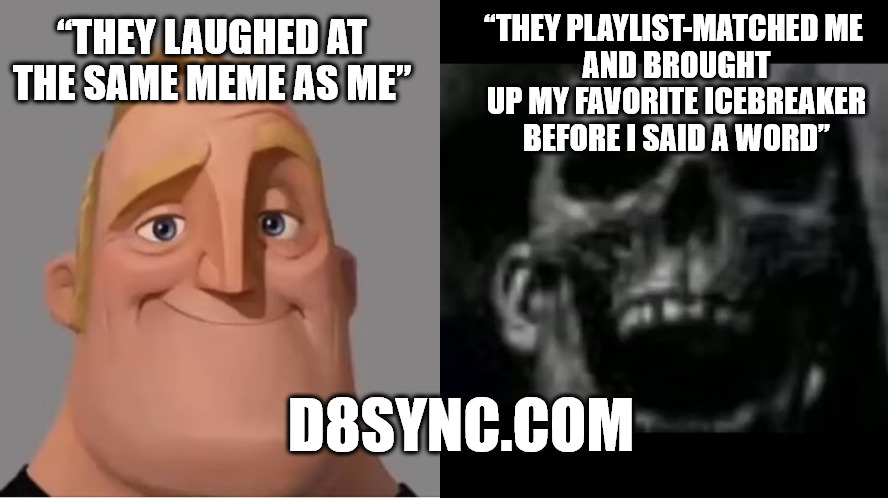 “THEY LAUGHED AT
THE SAME MEME AS ME”
“THEY PLAYLIST-MATCHED ME
AND BROUGHT
UP MY FAVORITE ICEBREAKER
BEFORE I SAID A WORD”
D8SYNC.COM